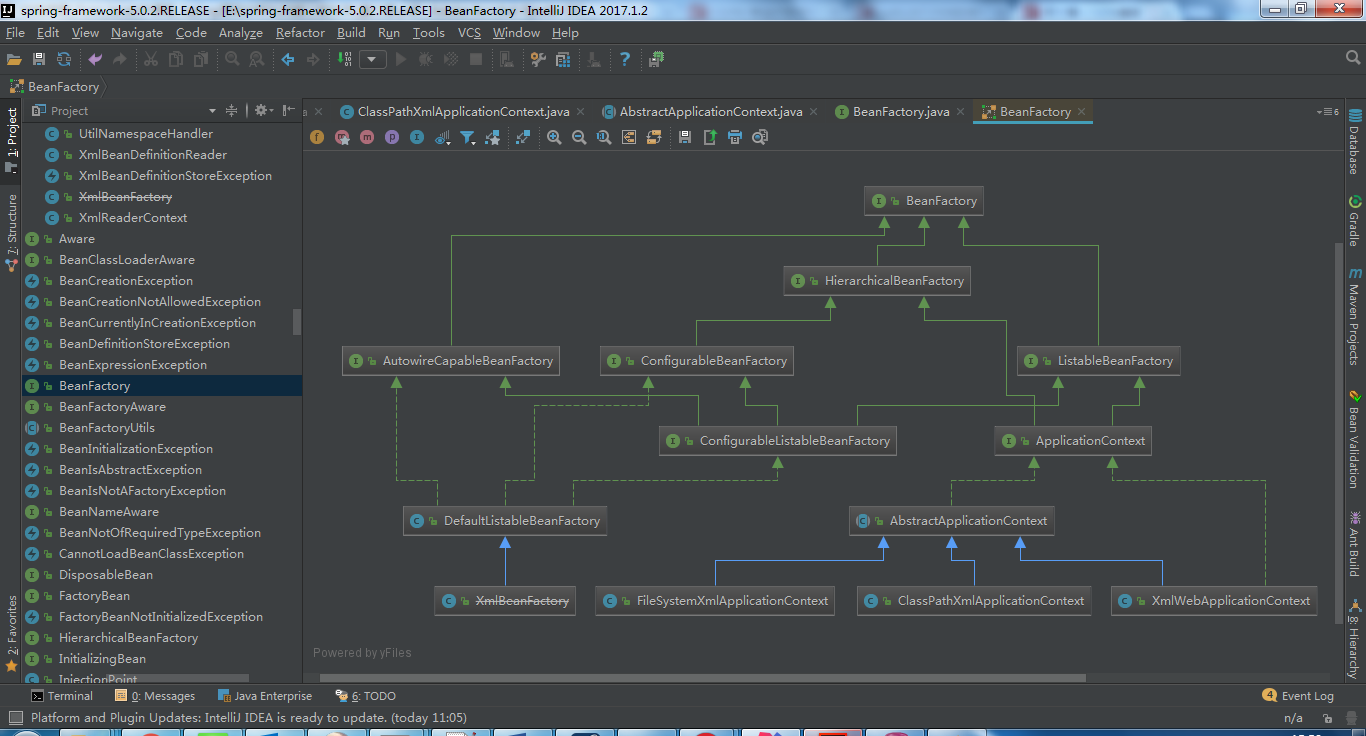 spring-framework-5.0.2.RELEASE - [E:\spring-framework-5.0.2.RELEASE] - BeanFactory - IntelliJ IDEA 2017.1.2
File Edit View Navigate Code Analyze Refactor Build Run Tools VCS Window Help
BeanFactory
Project
ClassPathXmlApplicationContext.java
AbstractApplicationContext.java
BeanFactory.java
BeanFactory
6
1: Project
7: Structure
2: Favorites
UtilNamespaceHandler
XmlBeanDefinitionReader
XmlBeanDefinitionStoreException
XmlBeanFactory
XmlReaderContext
Aware
BeanClassLoaderAware
BeanCreationException
BeanCreationNotAllowedException
BeanCurrentlyInCreationException
BeanDefinitionStoreException
BeanExpressionException
BeanFactory
BeanFactoryAware
BeanFactoryUtils
BeanInitializationException
BeanIsAbstractException
BeanIsNotAFactoryException
BeanNameAware
BeanNotOfRequiredTypeException
CannotLoadBeanClassException
DisposableBean
FactoryBean
FactoryBeanNotInitializedException
HierarchicalBeanFactory
InitializingBean
InjectionPoint
BeanFactory
HierarchicalBeanFactory
AutowireCapableBeanFactory
ConfigurableBeanFactory
ListableBeanFactory
ConfigurableListableBeanFactory
ApplicationContext
DefaultListableBeanFactory
AbstractApplicationContext
XmlBeanFactory
FileSystemXmlApplicationContext
ClassPathXmlApplicationContext
XmlWebApplicationContext
Powered by yFiles
Database
Gradle
Maven Projects
Bean Validation
Ant Build
8: Hierarchy
Terminal
0: Messages
Java Enterprise
6: TODO
4 Event Log
Platform and Plugin Updates: IntelliJ IDEA is ready to update. (today 11:05)
n/a